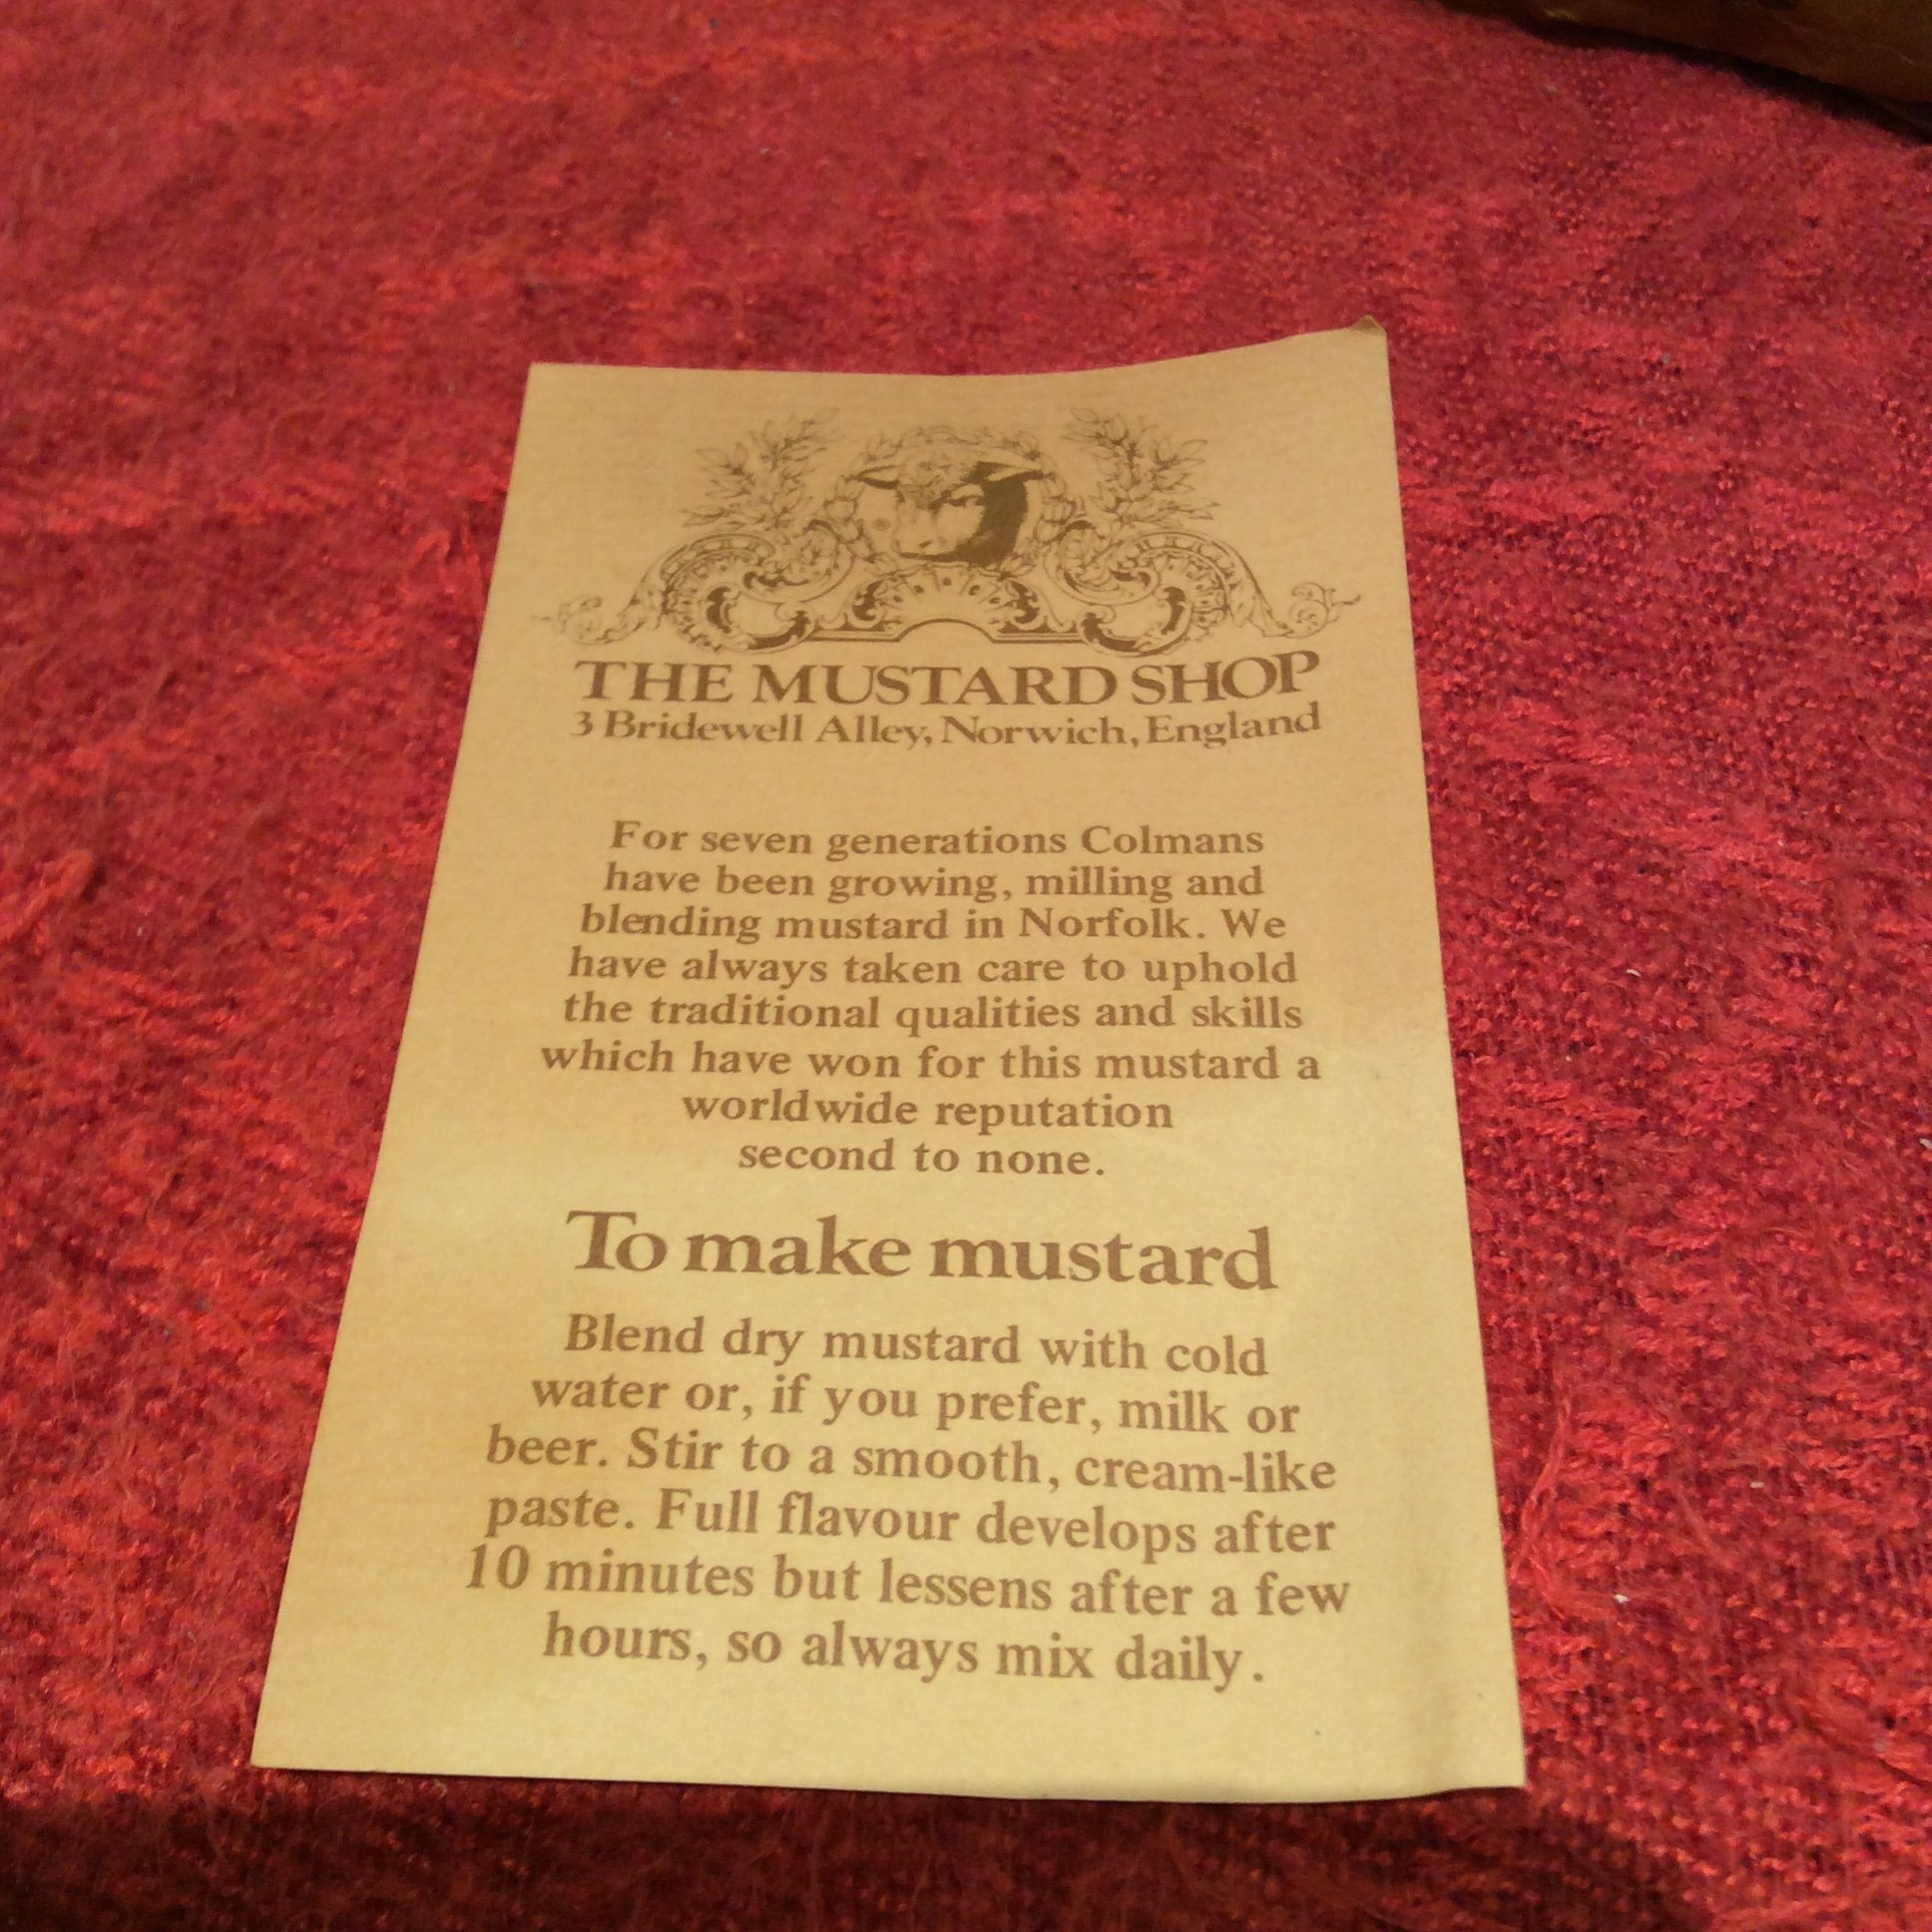 THE MUSTARD SHOP
3 Bridewell Alley, Norwich, England
For seven generations Colmans
have been growing, milling and
blending mustard in Norfolk. We
have always taken care to uphold
the traditional qualities and skills
which have won for this mustard a
worldwide reputation
second to none.
To make mustard
Blend dry mustard with cold
water or, if you prefer, milk or
beer. Stir to a smooth, cream-like
paste. Full flavour develops after
10 minutes but lessens after a few
hours, so always mix daily.